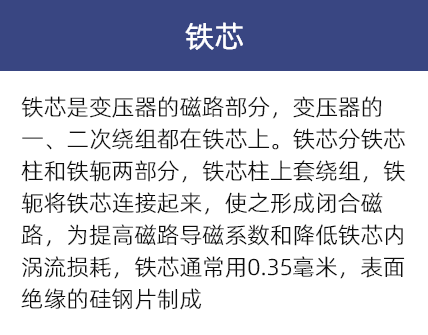 铁芯
铁芯是变压器的磁路部分，变压器的
一、二次绕组都在铁芯上。铁芯分铁芯
柱和铁轭两部分，铁芯柱上套绕组，铁
轭将铁芯连接起来，使之形成闭合磁
路，为提高磁路导磁系数和降低铁芯内
涡流损耗，铁芯通常用0.35毫米，表面
绝缘的硅钢片制成